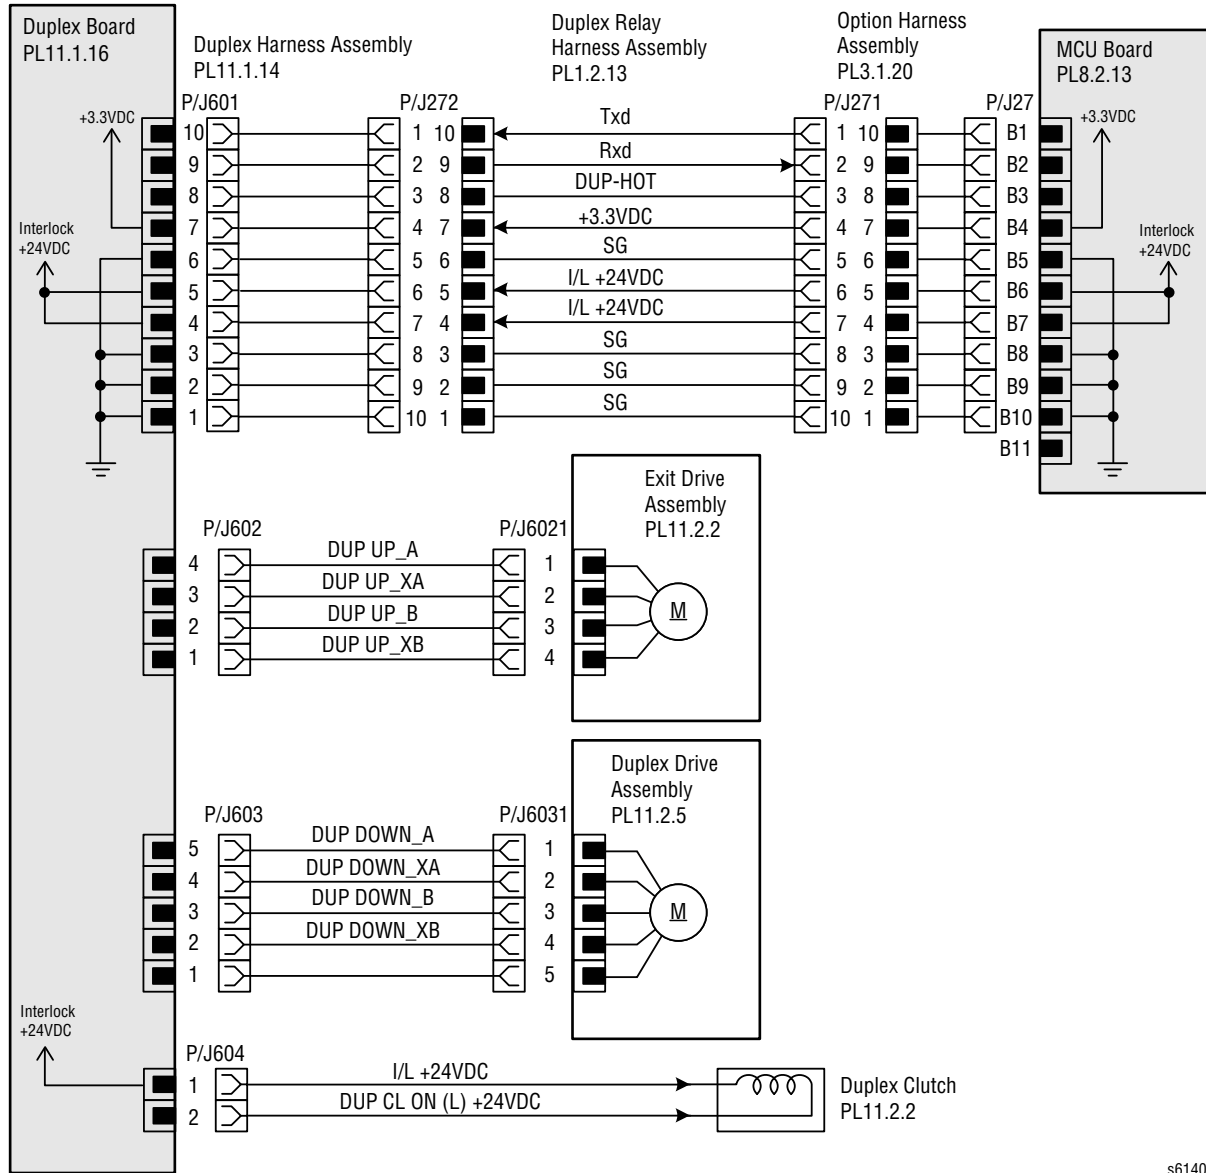 Duplex Board
PL11.1.16
Duplex Harness Assembly
PL11.1.14
Duplex Relay
Harness Assembly
PL1.2.13
Option Harness
Assembly
PL3.1.20
MCU Board
PL8.2.13
P/J601
P/J272
P/J271
P/J27
+3.3VDC
+3.3VDC
Interlock
+24VDC
Interlock
+24VDC
10 1 10 Txd 1 10 B1
9 2 9 Rxd 2 9 B2
8 3 8 DUP-HOT 3 8 B3
7 4 7 +3.3VDC 4 7 B4
6 5 6 SG 5 6 B5
5 6 5 I/L +24VDC 6 5 B6
4 7 4 I/L +24VDC 7 4 B7
3 8 3 SG 8 3 B8
2 9 2 SG 9 2 B9
1 10 1 SG 10 1 B10
B11
Exit Drive
Assembly
PL11.2.2
P/J602
P/J6021
4 DUP UP_A 1
3 DUP UP_XA 2
2 DUP UP_B 3
1 DUP UP_XB 4
M
Duplex Drive
Assembly
PL11.2.5
P/J603
P/J6031
5 DUP DOWN_A 1
4 DUP DOWN_XA 2
3 DUP DOWN_B 3
2 DUP DOWN_XB 4
1 5
M
Interlock
+24VDC
P/J604
1 I/L +24VDC
2 DUP CL ON (L) +24VDC
Duplex Clutch
PL11.2.2
s6140